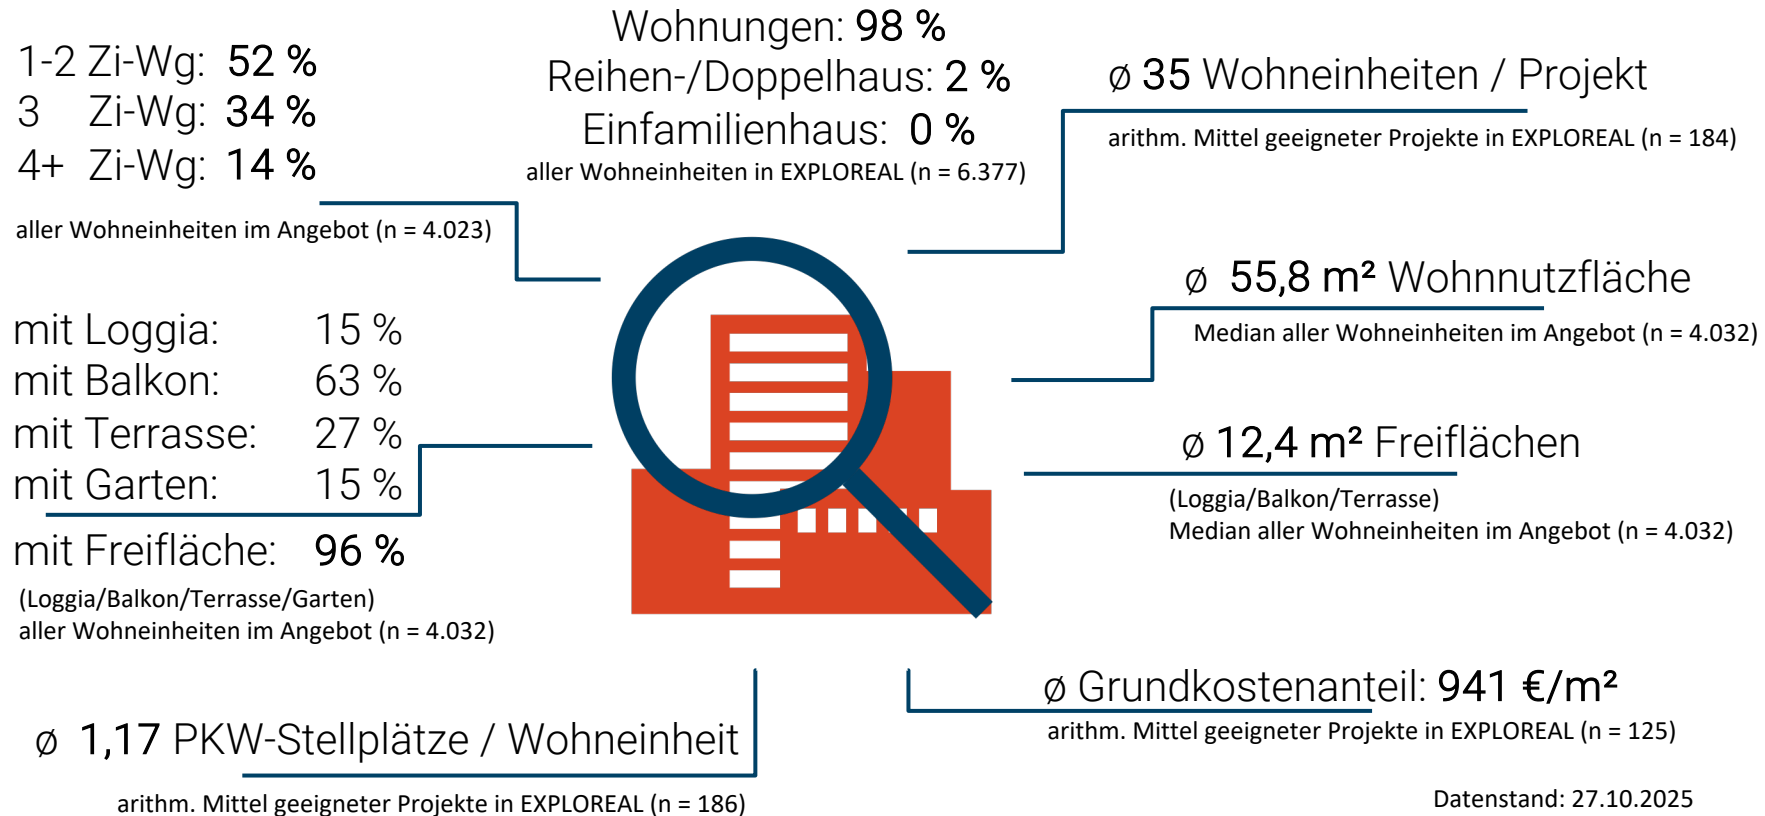 1-2 Zi-Wg: 52 %
3 Zi-Wg: 34 %
4+ Zi-Wg: 14 %
aller Wohneinheiten im Angebot (n = 4.023)
Wohnungen: 98 %
Reihen-/Doppelhaus: 2 %
Einfamilienhaus: 0 %
aller Wohneinheiten in EXPLOREAL (n = 6.377)
ø 35 Wohneinheiten / Projekt
arithm. Mittel geeigneter Projekte in EXPLOREAL (n = 184)
ø 55,8 m² Wohnnutzfläche
Median aller Wohneinheiten im Angebot (n = 4.032)
mit Loggia: 15 %
mit Balkon: 63 %
mit Terrasse: 27 %
mit Garten: 15 %
mit Freifläche: 96 %
(Loggia/Balkon/Terrasse/Garten)
aller Wohneinheiten im Angebot (n = 4.032)
ø 12,4 m² Freiflächen
(Loggia/Balkon/Terrasse)
Median aller Wohneinheiten im Angebot (n = 4.032)
ø 1,17 PKW-Stellplätze / Wohneinheit
arithm. Mittel geeigneter Projekte in EXPLOREAL (n = 186)
ø Grundkostenanteil: 941 €/m²
arithm. Mittel geeigneter Projekte in EXPLOREAL (n = 125)
Datenstand: 27.10.2025